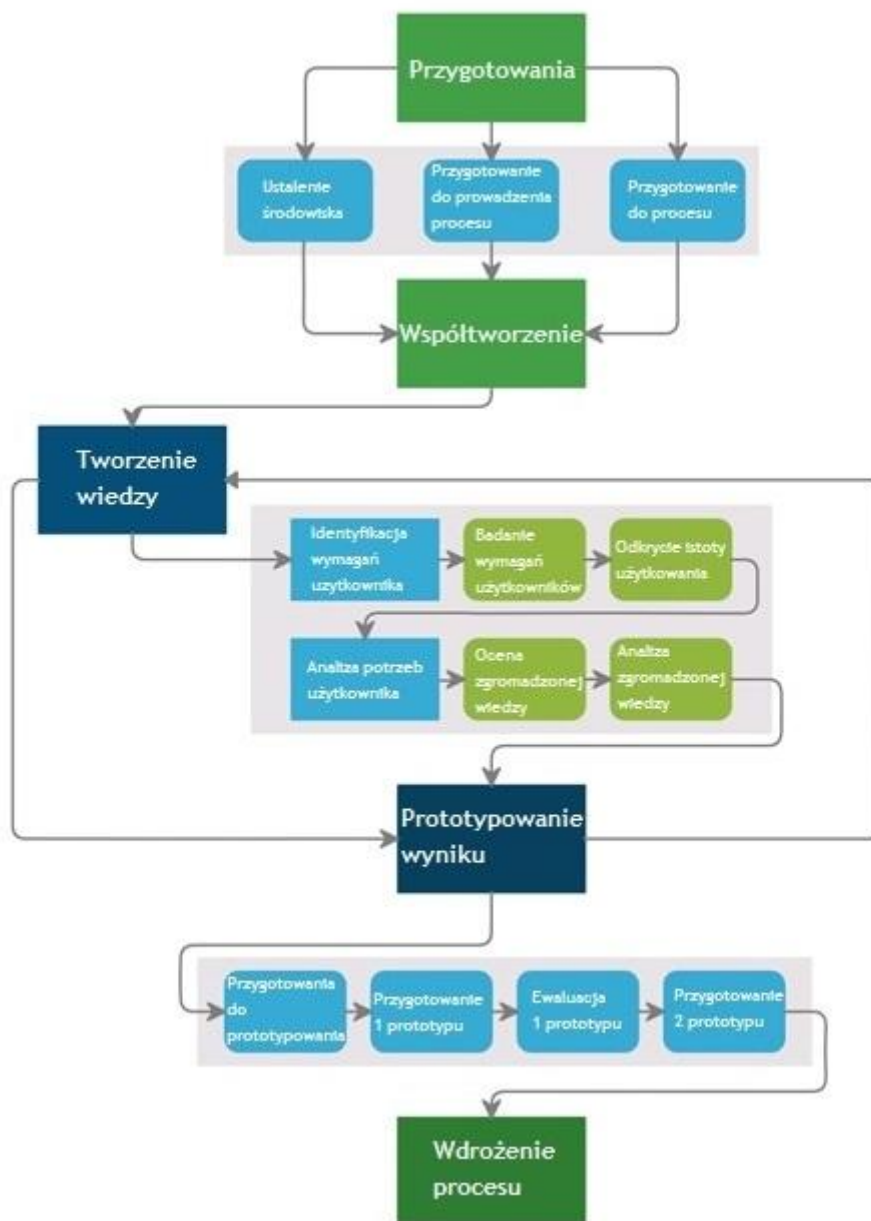 Przygotowania
Ustalenie
środowiska
Przygotowanie
do prowadzenia
procesu
Przygotowanie
do procesu
Współtworzenie
Tworzenie
wiedzy
Identyfikacja
wymagań
uzytkownika
Badanie
wymagań
użytkowników
Odkrycie istoty
użytkowania
Analiza potrzeb
użytkownika
Ocena
zgromadzonej
wiedzy
Analiza
zgromadzonej
wiedzy
Prototypowanie
wyniku
Przygotowania
do
prototypowania
Przygotowanie
1 prototypu
Ewaluacja
1 prototypu
Przygotowanie
2 prototypu
Wdrożenie
procesu